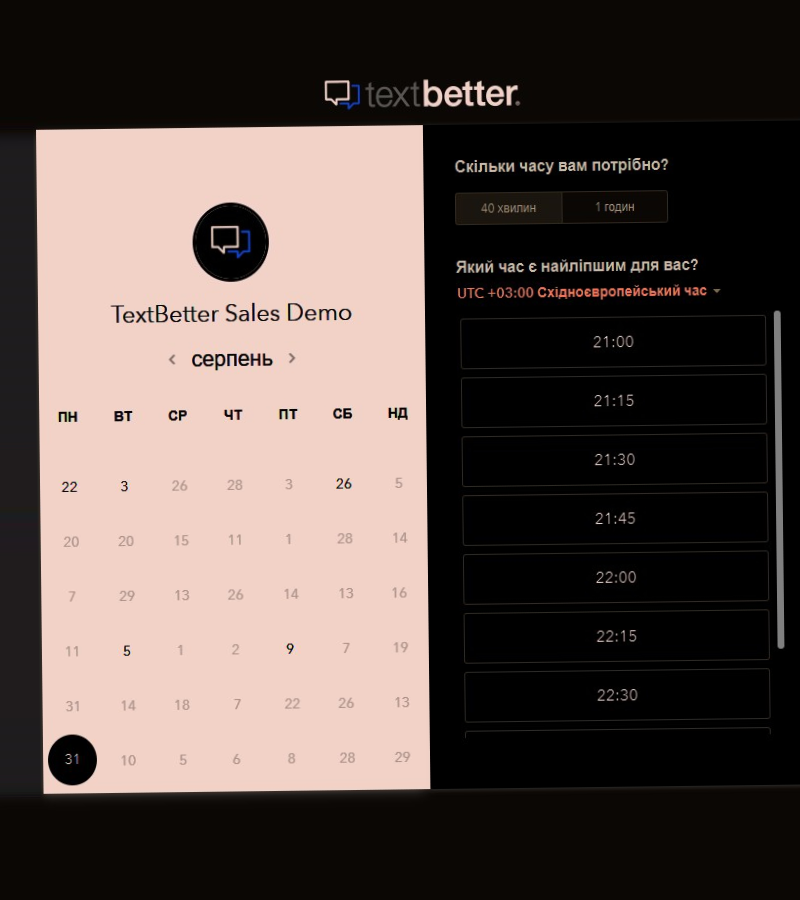 textbetter.
TextBetter Sales Demo
серпень
ПН ВТ СР ЧТ ПТ СБ НД
22 3 26 28 3 26 5
20 20 15 11 1 28 14
7 29 13 26 14 13 16
11 5 1 2 9 7 19
31 14 18 7 22 26 13
31 10 5 6 8 28 29
Скільки часу вам потрібно?
40 хвилин 1 годин
Який час є найліпшим для вас?
UTC +03:00 Східноєвропейський час
21:00
21:15
21:30
21:45
22:00
22:15
22:30